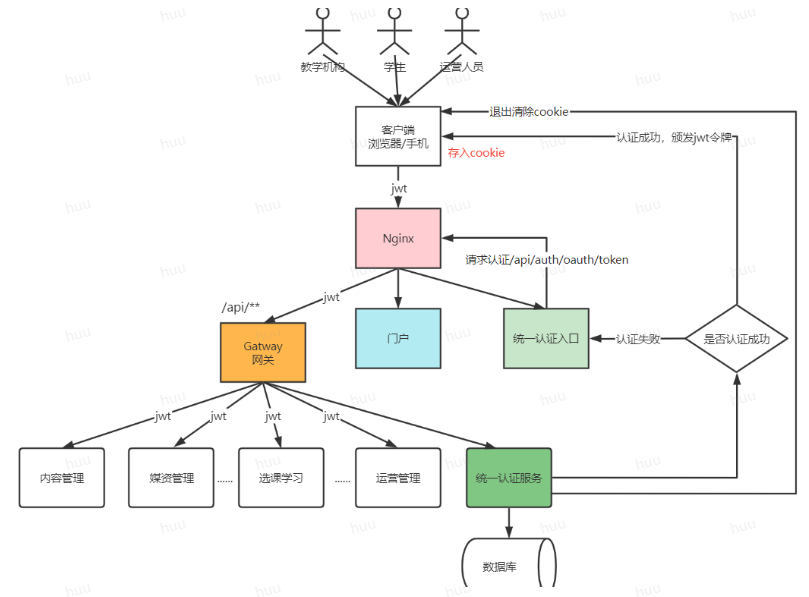 教学机构
学生
运营人员
退出清除cookie
客户端
浏览器/手机
认证成功，颁发jwt令牌
存入cookie
jwt
Nginx
请求认证/api/auth/oauth/token
jwt
/api/**
Gatway
网关
门户
统一认证入口
认证失败
是否认证成功
jwt
jwt
jwt
jwt
内容管理
媒资管理
......
选课学习
......
运营管理
统一认证服务
数据库
huu